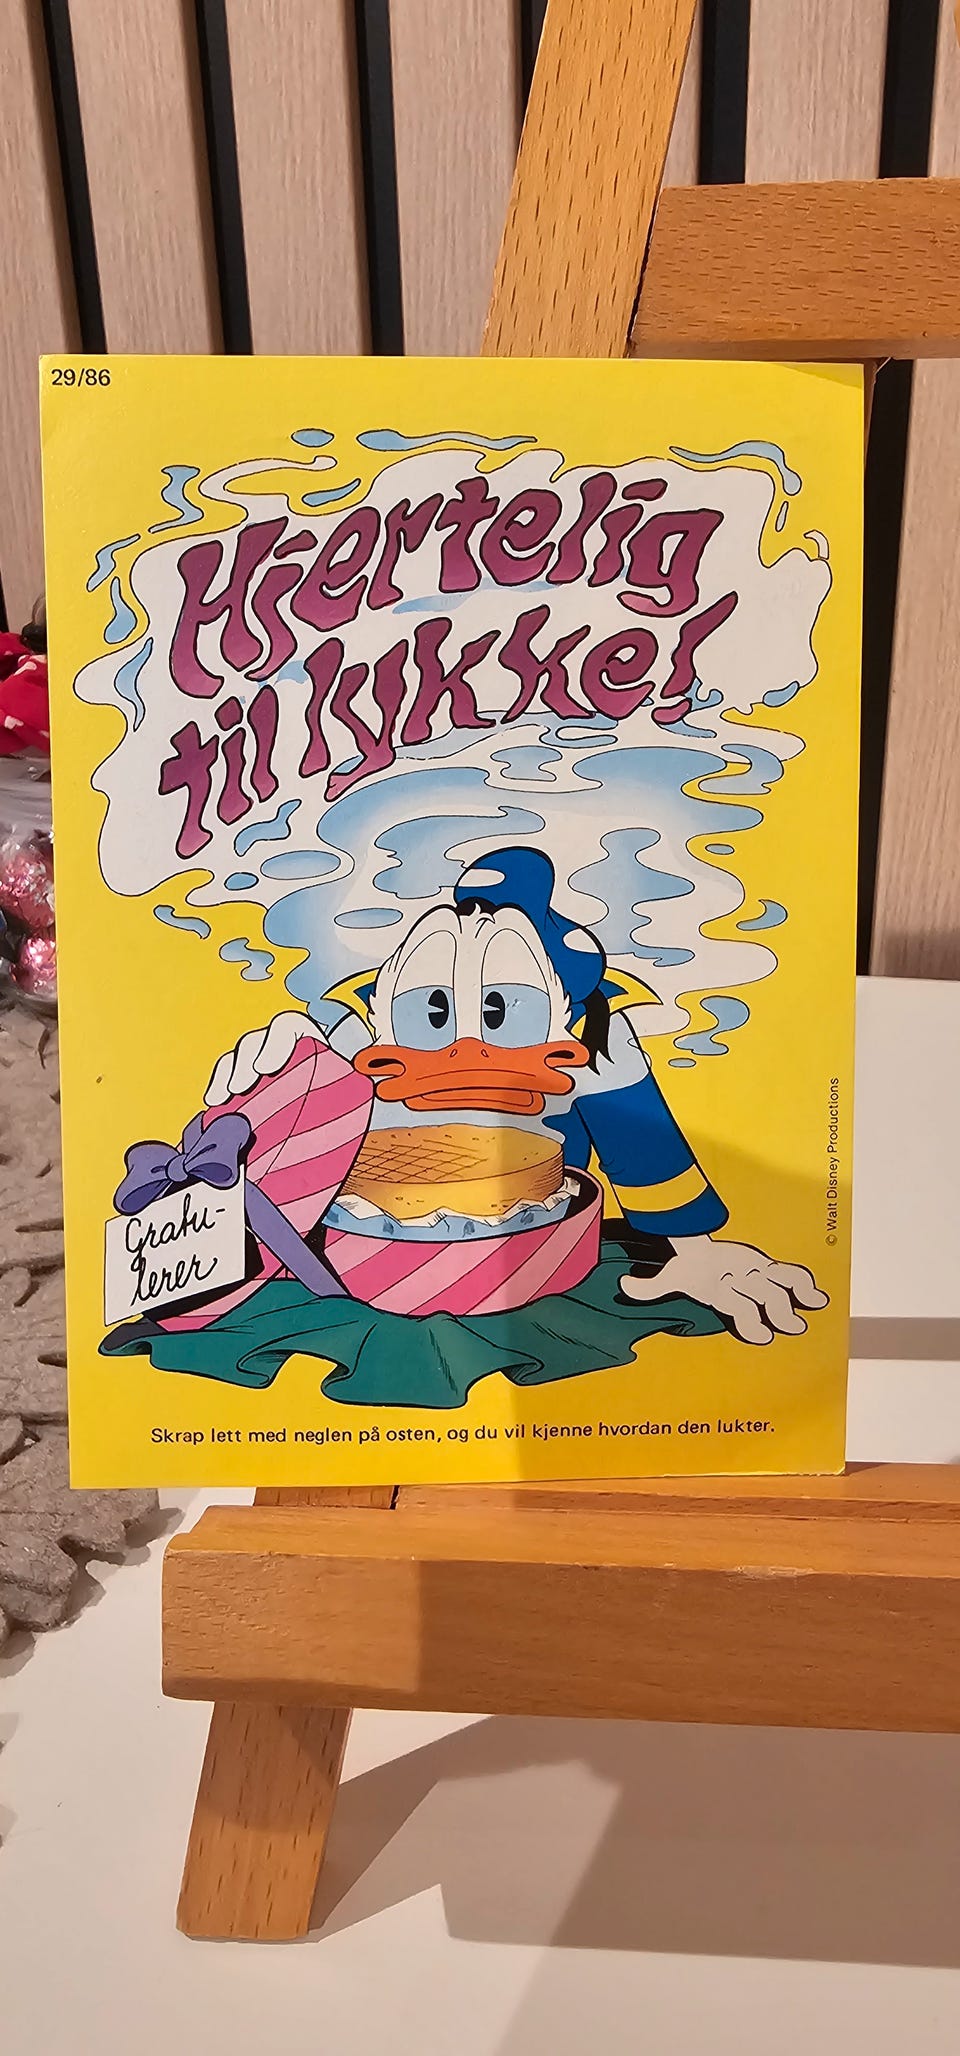 29/86
Hjertelig
til lykke!
Gratu-
lerer
© Walt Disney Productions
Skrap lett med neglen på osten, og du vil kjenne hvordan den lukter.